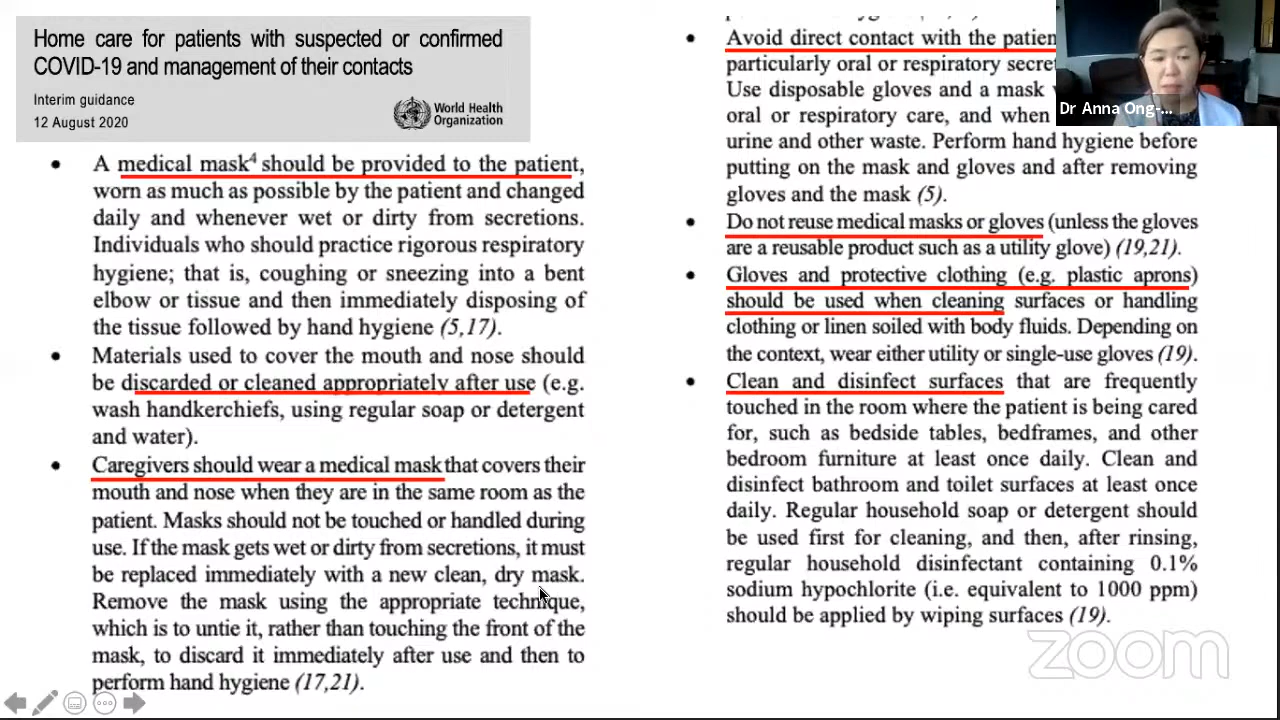 Home care for patients with suspected or confirmed
COVID-19 and management of their contacts
Interim guidance
12 August 2020
World Health
Organization
• A medical mask4 should be provided to the patient,
worn as much as possible by the patient and changed
daily and whenever wet or dirty from secretions.
Individuals who should practice rigorous respiratory
hygiene; that is, coughing or sneezing into a bent
elbow or tissue and then immediately disposing of
the tissue followed by hand hygiene (5,17).
• Materials used to cover the mouth and nose should
be discarded or cleaned appropriately after use (e.g.
wash handkerchiefs, using regular soap or detergent
and water).
• Caregivers should wear a medical mask that covers their
mouth and nose when they are in the same room as the
patient. Masks should not be touched or handled during
use. If the mask gets wet or dirty from secretions, it must
be replaced immediately with a new clean, dry mask.
Remove the mask using the appropriate technique,
which is to untie it, rather than touching the front of the
mask, to discard it immediately after use and then to
perform hand hygiene (17,21).
• Avoid direct contact with the patien
particularly oral or respiratory secre
Use disposable gloves and a mask
oral or respiratory care, and when
urine and other waste. Perform hand hygiene before
putting on the mask and gloves and after removing
gloves and the mask (5).
• Do not reuse medical masks or gloves (unless the gloves
are a reusable product such as a utility glove) (19,21).
• Gloves and protective clothing (e.g. plastic aprons)
should be used when cleaning surfaces or handling
clothing or linen soiled with body fluids. Depending on
the context, wear either utility or single-use gloves (19).
• Clean and disinfect surfaces that are frequently
touched in the room where the patient is being cared
for, such as bedside tables, bedframes, and other
bedroom furniture at least once daily. Clean and
disinfect bathroom and toilet surfaces at least once
daily. Regular household soap or detergent should
be used first for cleaning, and then, after rinsing,
regular household disinfectant containing 0.1%
sodium hypochlorite (i.e. equivalent to 1000 ppm)
should be applied by wiping surfaces (19).
Dr Anna Ong-...
zoom